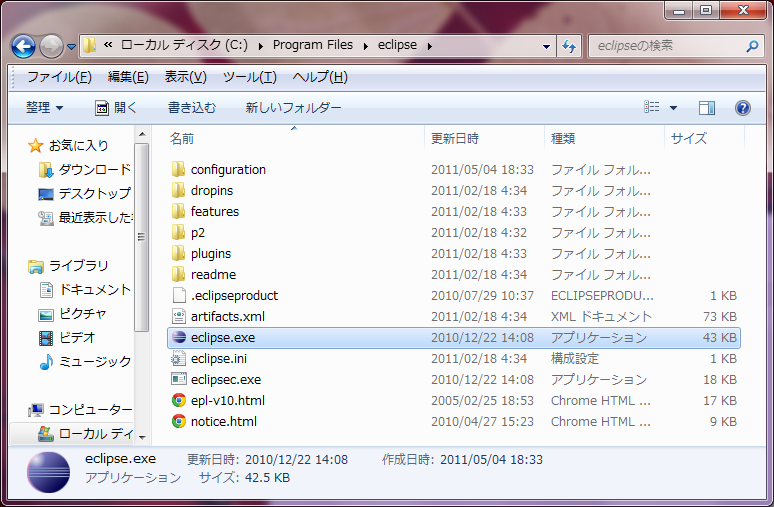 « ローカル ディスク (C:) ▸ Program Files ▸ eclipse ▸
eclipseの検索
ファイル(F) 編集(E) 表示(V) ツール(T) ヘルプ(H)
整理 開く 書き込む 新しいフォルダー
お気に入り
ダウンロード
デスクトップ
最近表示した
ライブラリ
ドキュメント
ピクチャ
ビデオ
ミュージック
コンピューター
ローカル ディ
名前 更新日時 種類 サイズ
configuration 2011/05/04 18:33 ファイル フォル...
dropins 2011/02/18 4:34 ファイル フォル...
features 2011/02/18 4:33 ファイル フォル...
p2 2011/02/18 4:33 ファイル フォル...
plugins 2011/02/18 4:33 ファイル フォル...
readme 2011/02/18 4:34 ファイル フォル...
.eclipseproduct 2010/07/29 10:37 ECLIPSEPRODU... 1 KB
artifacts.xml 2011/02/18 4:34 XML ドキュメント 73 KB
eclipse.exe 2010/12/22 14:08 アプリケーション 43 KB
eclipse.ini 2011/02/18 4:34 構成設定 1 KB
eclipsec.exe 2010/12/22 14:08 アプリケーション 18 KB
epl-v10.html 2005/02/25 18:53 Chrome HTML ... 17 KB
notice.html 2010/04/27 15:23 Chrome HTML ... 9 KB
eclipse.exe 更新日時: 2010/12/22 14:08 作成日時: 2011/05/04 18:33
アプリケーション サイズ: 42.5 KB